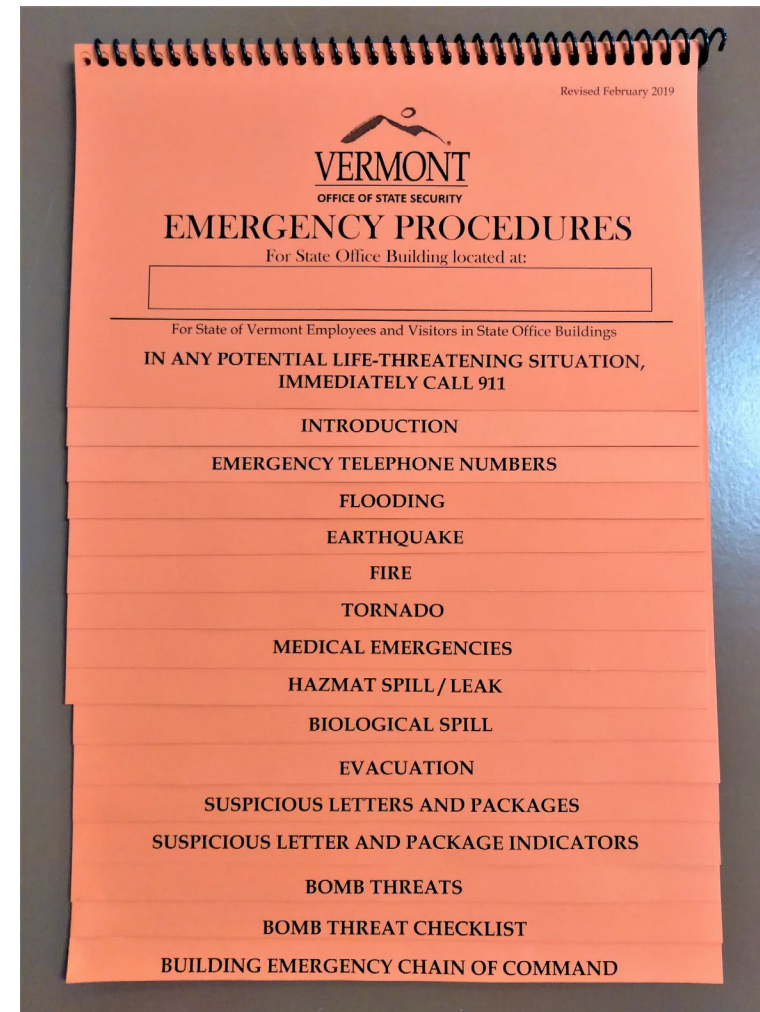 Revised February 2019
VERMONT
OFFICE OF STATE SECURITY
EMERGENCY PROCEDURES
For State Office Building located at:
For State of Vermont Employees and Visitors in State Office Buildings
IN ANY POTENTIAL LIFE-THREATENING SITUATION,
IMMEDIATELY CALL 911
INTRODUCTION
EMERGENCY TELEPHONE NUMBERS
FLOODING
EARTHQUAKE
FIRE
TORNADO
MEDICAL EMERGENCIES
HAZMAT SPILL / LEAK
BIOLOGICAL SPILL
EVACUATION
SUSPICIOUS LETTERS AND PACKAGES
SUSPICIOUS LETTER AND PACKAGE INDICATORS
BOMB THREATS
BOMB THREAT CHECKLIST
BUILDING EMERGENCY CHAIN OF COMMAND